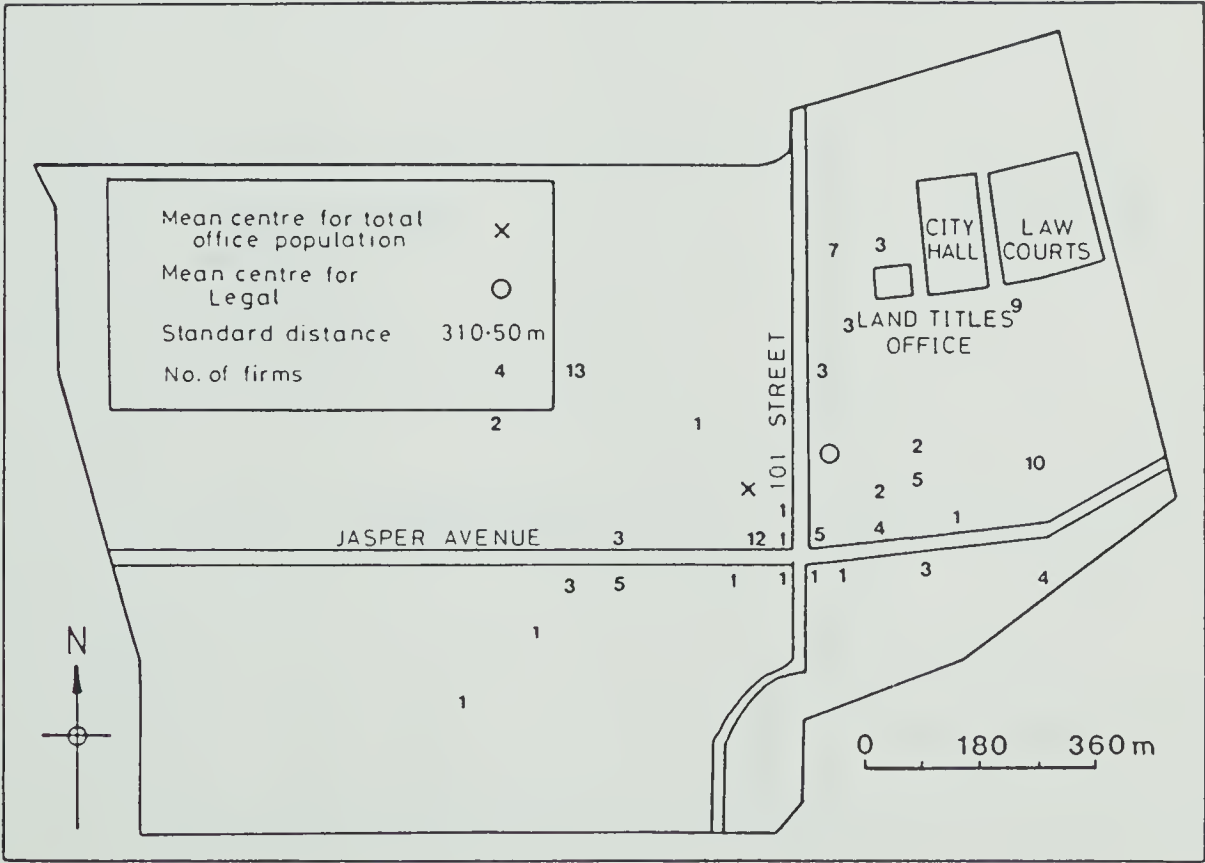 Mean centre for total
office population ×
Mean centre for
Legal ○
Standard distance 310·50 m
No. of firms 4
13
2
1
7
3
CITY
HALL
LAW
COURTS
9
3
LAND TITLES
OFFICE
3
101 STREET
2
5
10
2
1
1
4
5
JASPER AVENUE
3
12
1
3
5
1
1
1
1
3
4
1
1
N
0 180 360 m